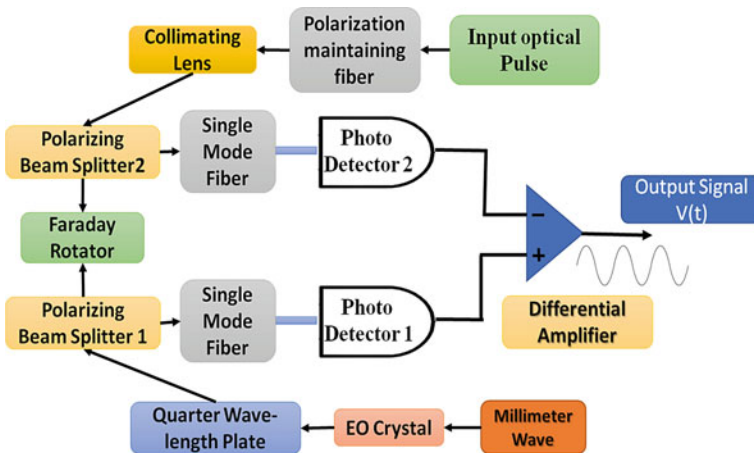 Collimating
Lens
Polarization
maintaining
fiber
Input optical
Pulse
Polarizing
Beam Splitter2
Single
Mode
Fiber
Photo
Detector 2
Output Signal
V(t)
Faraday
Rotator
−
+
Polarizing
Beam Splitter 1
Single
Mode
Fiber
Photo
Detector 1
Differential
Amplifier
Quarter Wave-
length Plate
EO Crystal
Millimeter
Wave